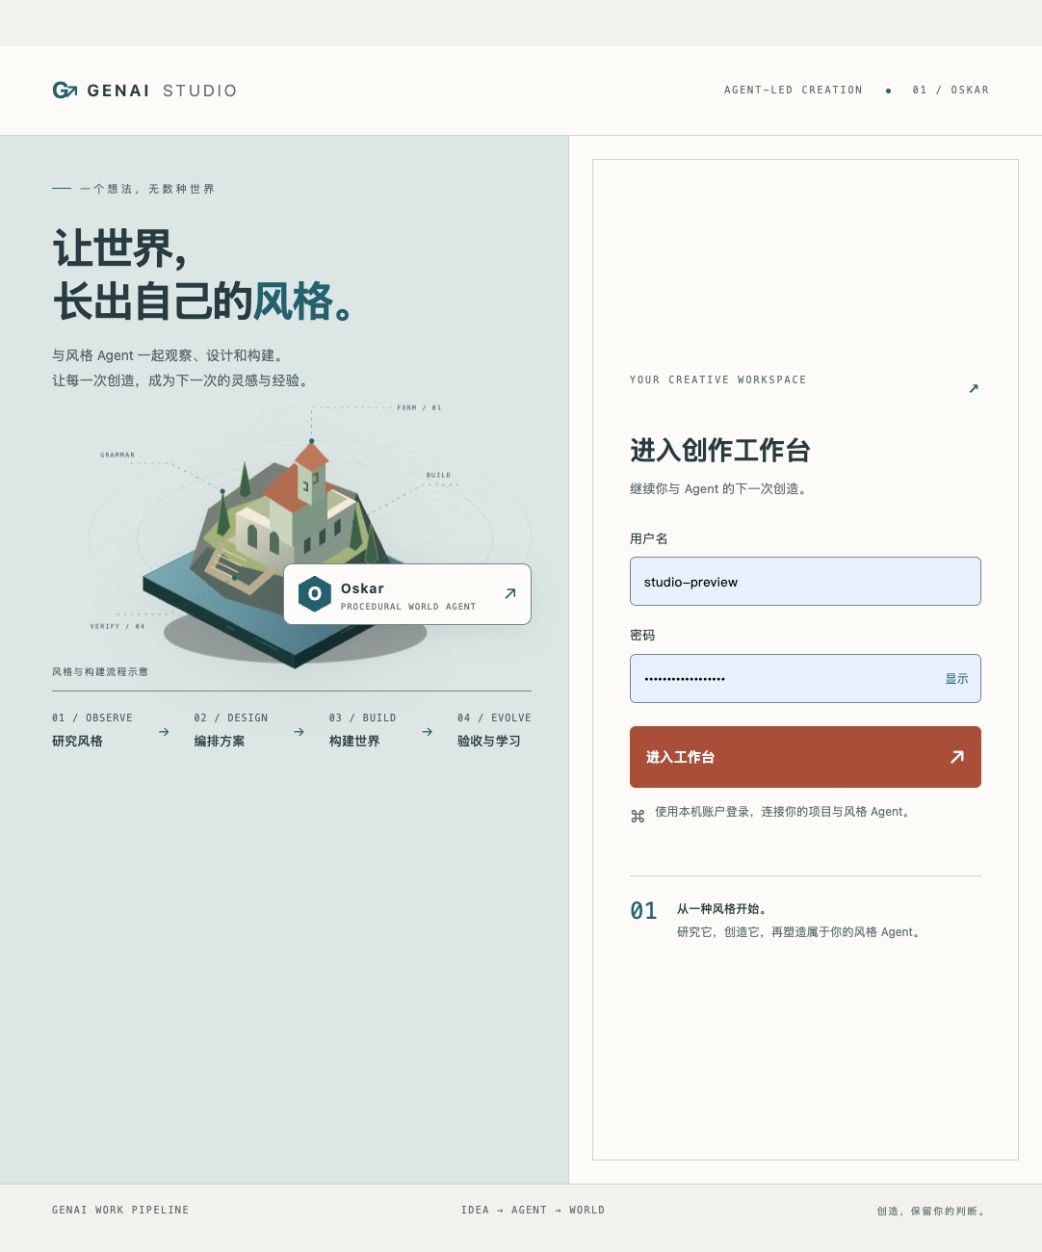 GENAI STUDIO
AGENT-LED CREATION • 01 / OSKAR
一个想法，无数种世界
让世界，
长出自己的风格。
与风格 Agent 一起观察、设计和构建。
让每一次创造，成为下一次的灵感与经验。
FORM / 01
GRAMMAR
BUILD
O
Oskar
PROCEDURAL WORLD AGENT
↗
VERIFY / 04
风格与构建流程示意
01 / OBSERVE
研究风格
→
02 / DESIGN
编排方案
→
03 / BUILD
构建世界
→
04 / EVOLVE
验收与学习
YOUR CREATIVE WORKSPACE
↗
进入创作工作台
继续你与 Agent 的下一次创造。
用户名
studio-preview
密码
•••••••••••••••••• 显示
进入工作台 ↗
⌘ 使用本机账户登录，连接你的项目与风格 Agent。
01
从一种风格开始。
研究它，创造它，再塑造属于你的风格 Agent。
GENAI WORK PIPELINE
IDEA → AGENT → WORLD
创造，保留你的判断。